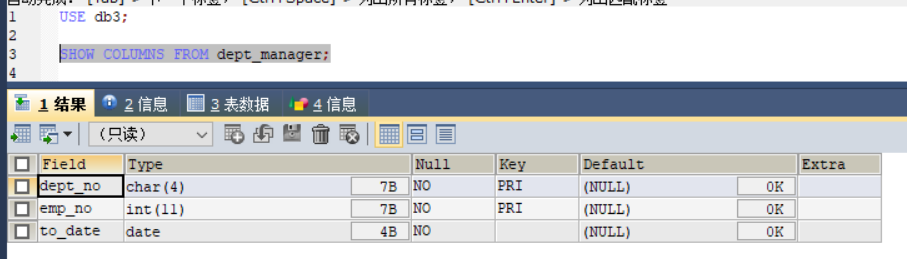 自动完成: [Tab]-> 下一个标签, [Ctrl+Space]-> 列出所有标签, [Ctrl+Enter]-> 列出匹配标签
1 USE db3;
2
3 SHOW COLUMNS FROM dept_manager;
4
1 结果 2 信息 3 表数据 4 信息
(只读)
Field Type Null Key Default Extra
dept_no char(4) 7B NO PRI (NULL) 0K
emp_no int(11) 7B NO PRI (NULL) 0K
to_date date 4B NO (NULL) 0K